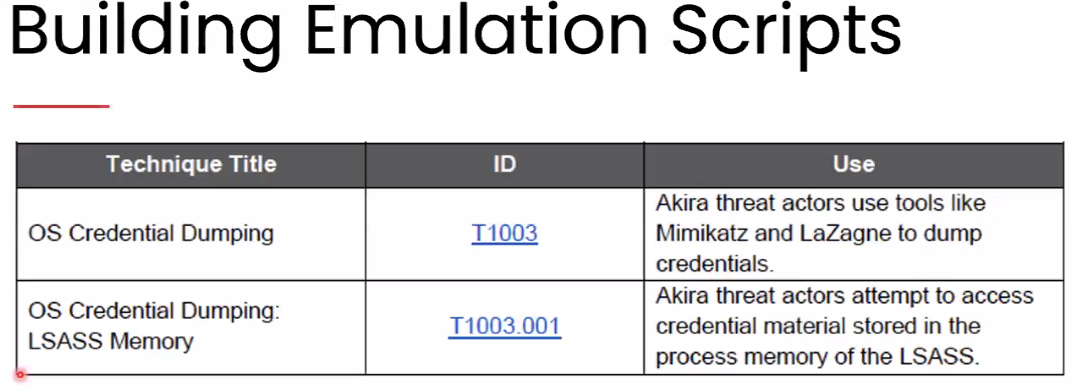 Building Emulation Scripts
Technique Title
ID
Use
OS Credential Dumping
T1003
Akira threat actors use tools like
Mimikatz and LaZagne to dump
credentials.
OS Credential Dumping:
LSASS Memory
T1003.001
Akira threat actors attempt to access
credential material stored in the
process memory of the LSASS.